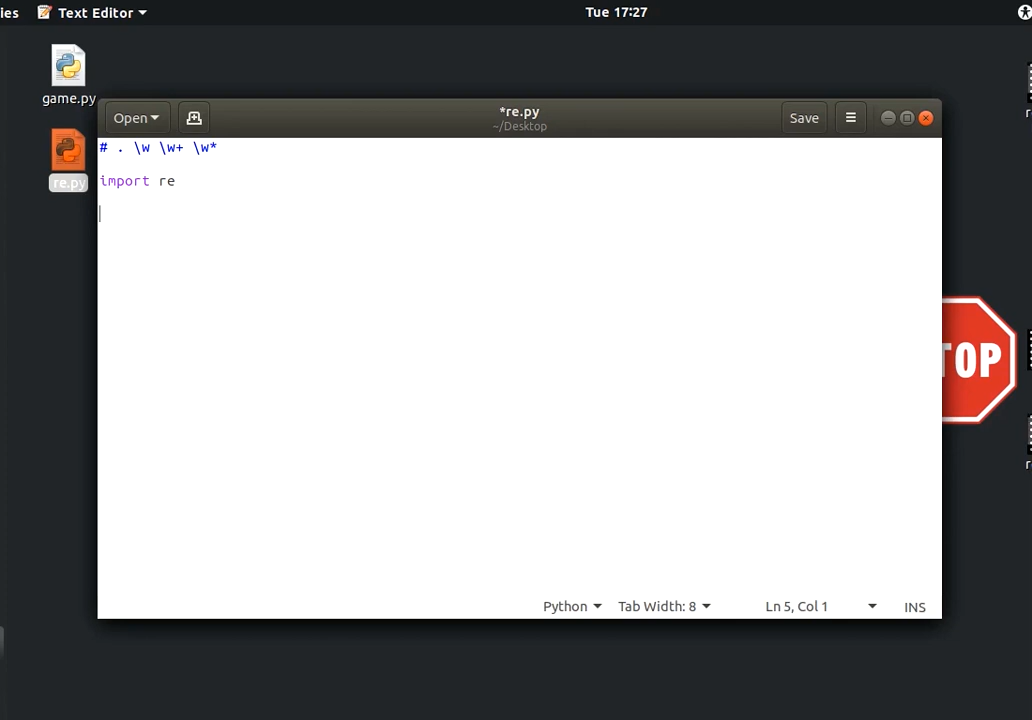 ies Text Editor Tue 17:27
game.py
re.py
Open *re.py Save
~/Desktop
# . \w \w+ \w*
import re
TOP
Python Tab Width: 8 Ln 5, Col 1 INS